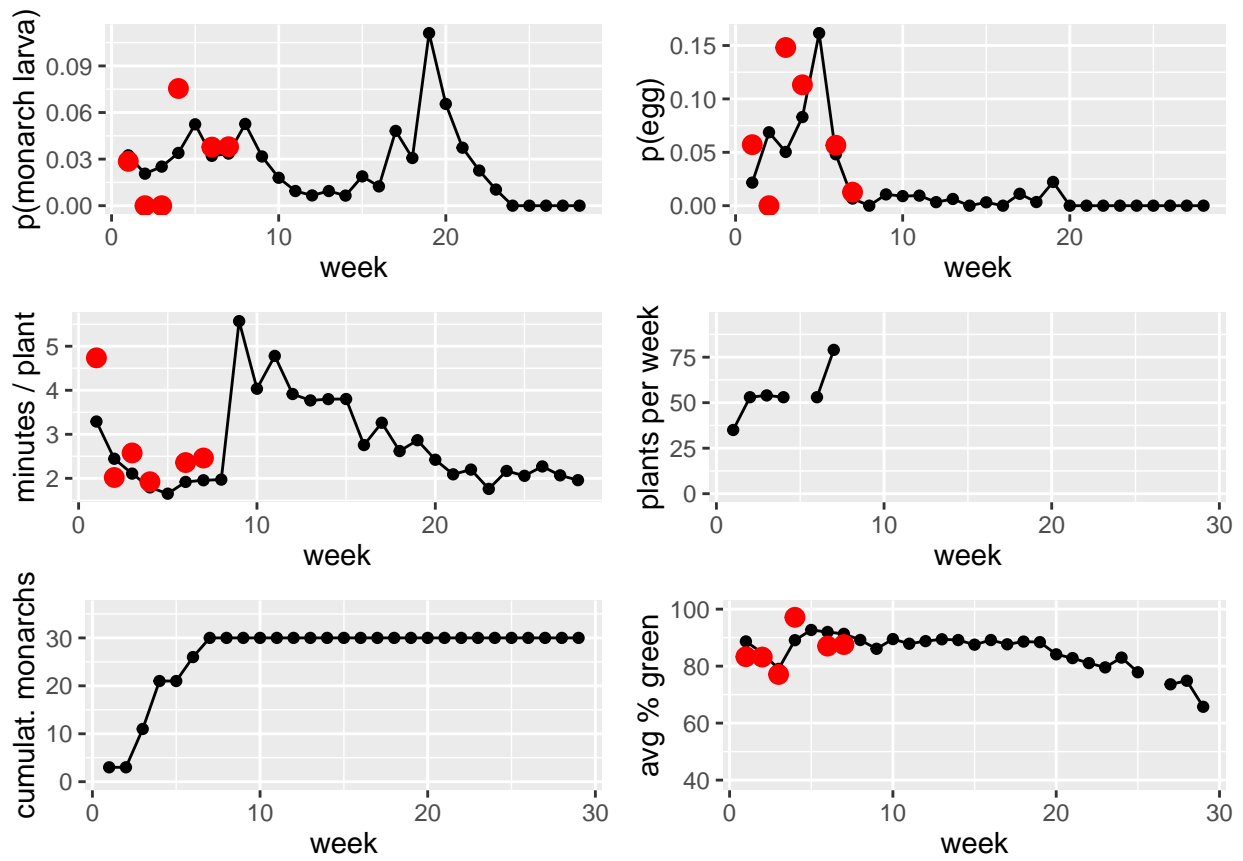 p(monarch larva)
0.09
0.06
0.03
0.00
0 10 20
week
p(egg)
0.15
0.10
0.05
0.00
0 10 20
week
minutes / plant
5
4
3
2
0 10 20
week
plants per week
75
50
25
0
0 10 20 30
week
cumulat. monarchs
30
20
10
0
0 10 20 30
week
avg % green
100
80
60
40
0 10 20 30
week